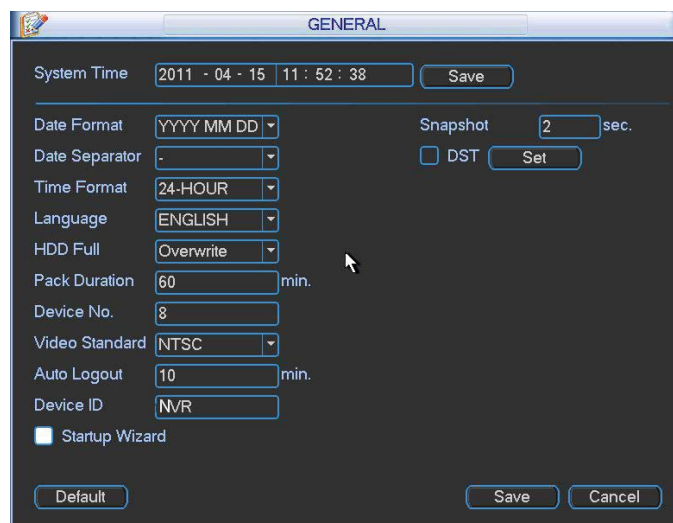 GENERAL
System Time 2011 - 04 - 15 11 : 52 : 38 Save
Date Format YYYY MM DD Snapshot 2 sec.
Date Separator - DST Set
Time Format 24-HOUR
Language ENGLISH
HDD Full Overwrite
Pack Duration 60 min.
Device No. 8
Video Standard NTSC
Auto Logout 10 min.
Device ID NVR
Startup Wizard
Default Save Cancel